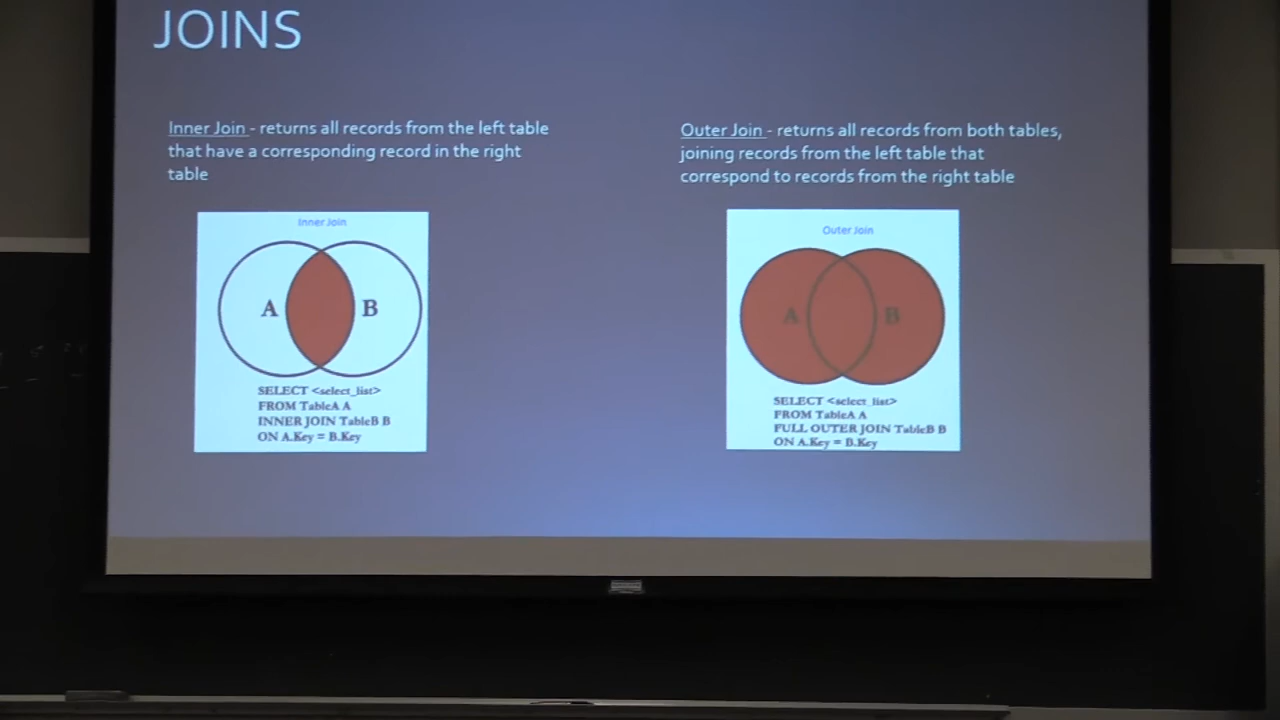 JOINS
Inner Join - returns all records from the left table
that have a corresponding record in the right
table
Inner Join
A
B
SELECT <select_list>
FROM TableA A
INNER JOIN TableB B
ON A.Key = B.Key
Outer Join - returns all records from both tables,
joining records from the left table that
correspond to records from the right table
Outer Join
A
B
SELECT <select_list>
FROM TableA A
FULL OUTER JOIN TableB B
ON A.Key = B.Key